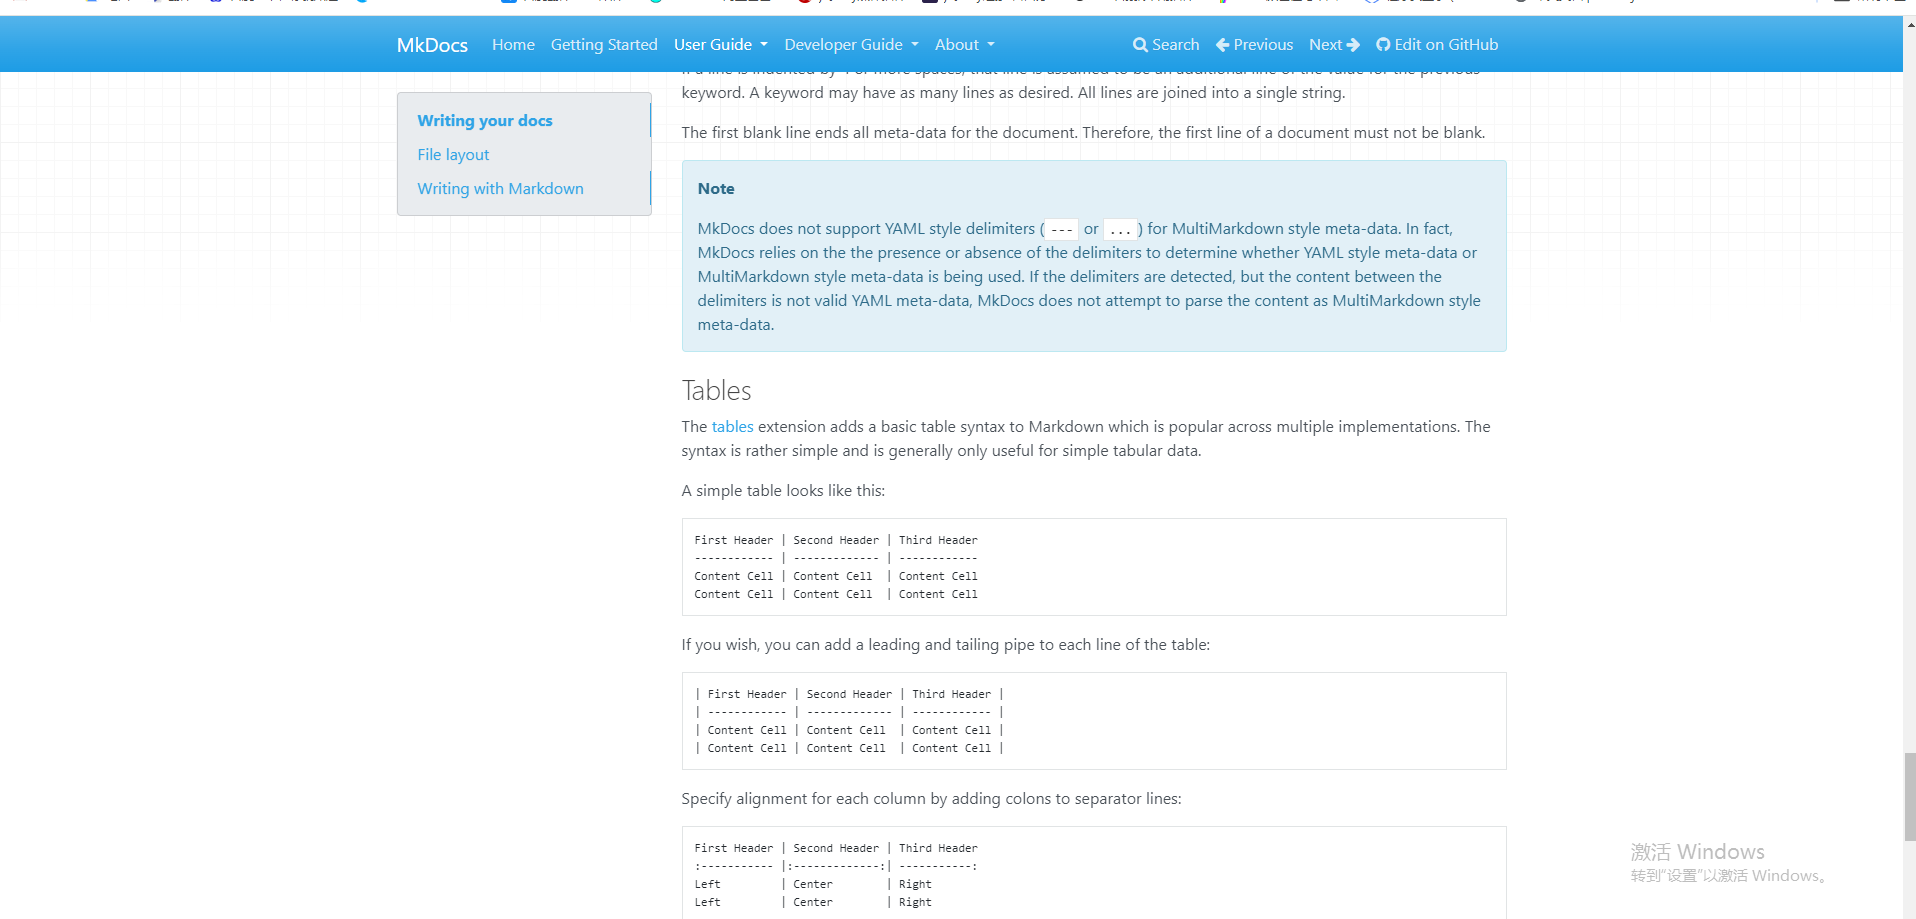 MkDocs Home Getting Started User Guide Developer Guide About Search Previous Next Edit on GitHub
Writing your docs
File layout
Writing with Markdown
keyword. A keyword may have as many lines as desired. All lines are joined into a single string.
The first blank line ends all meta-data for the document. Therefore, the first line of a document must not be blank.
Note
MkDocs does not support YAML style delimiters (--- or ...) for MultiMarkdown style meta-data. In fact,
MkDocs relies on the the presence or absence of the delimiters to determine whether YAML style meta-data or
MultiMarkdown style meta-data is being used. If the delimiters are detected, but the content between the
delimiters is not valid YAML meta-data, MkDocs does not attempt to parse the content as MultiMarkdown style
meta-data.
Tables
The tables extension adds a basic table syntax to Markdown which is popular across multiple implementations. The
syntax is rather simple and is generally only useful for simple tabular data.
A simple table looks like this:
First Header | Second Header | Third Header
------------ | ------------- | ------------
Content Cell | Content Cell  | Content Cell
Content Cell | Content Cell  | Content Cell
If you wish, you can add a leading and tailing pipe to each line of the table:
| First Header | Second Header | Third Header |
| ------------ | ------------- | ------------ |
| Content Cell | Content Cell  | Content Cell |
| Content Cell | Content Cell  | Content Cell |
Specify alignment for each column by adding colons to separator lines:
First Header | Second Header | Third Header
:----------- |:-------------:| -----------:
Left         | Center        | Right
Left         | Center        | Right
激活 Windows
转到“设置”以激活 Windows。